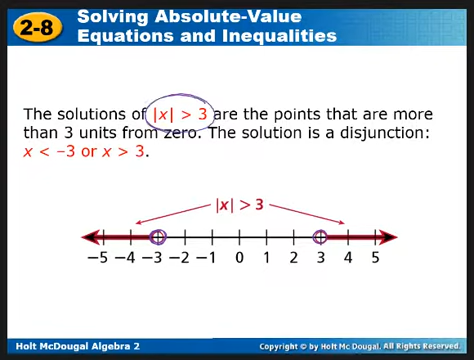 2-8
Solving Absolute-Value
Equations and Inequalities
The solutions of |x| > 3 are the points that are more
than 3 units from zero. The solution is a disjunction:
x < −3 or x > 3.
|x| > 3
−5 −4 −3 −2 −1 0 1 2 3 4 5
Holt McDougal Algebra 2
Copyright © by Holt Mc Dougal. All Rights Reserved.